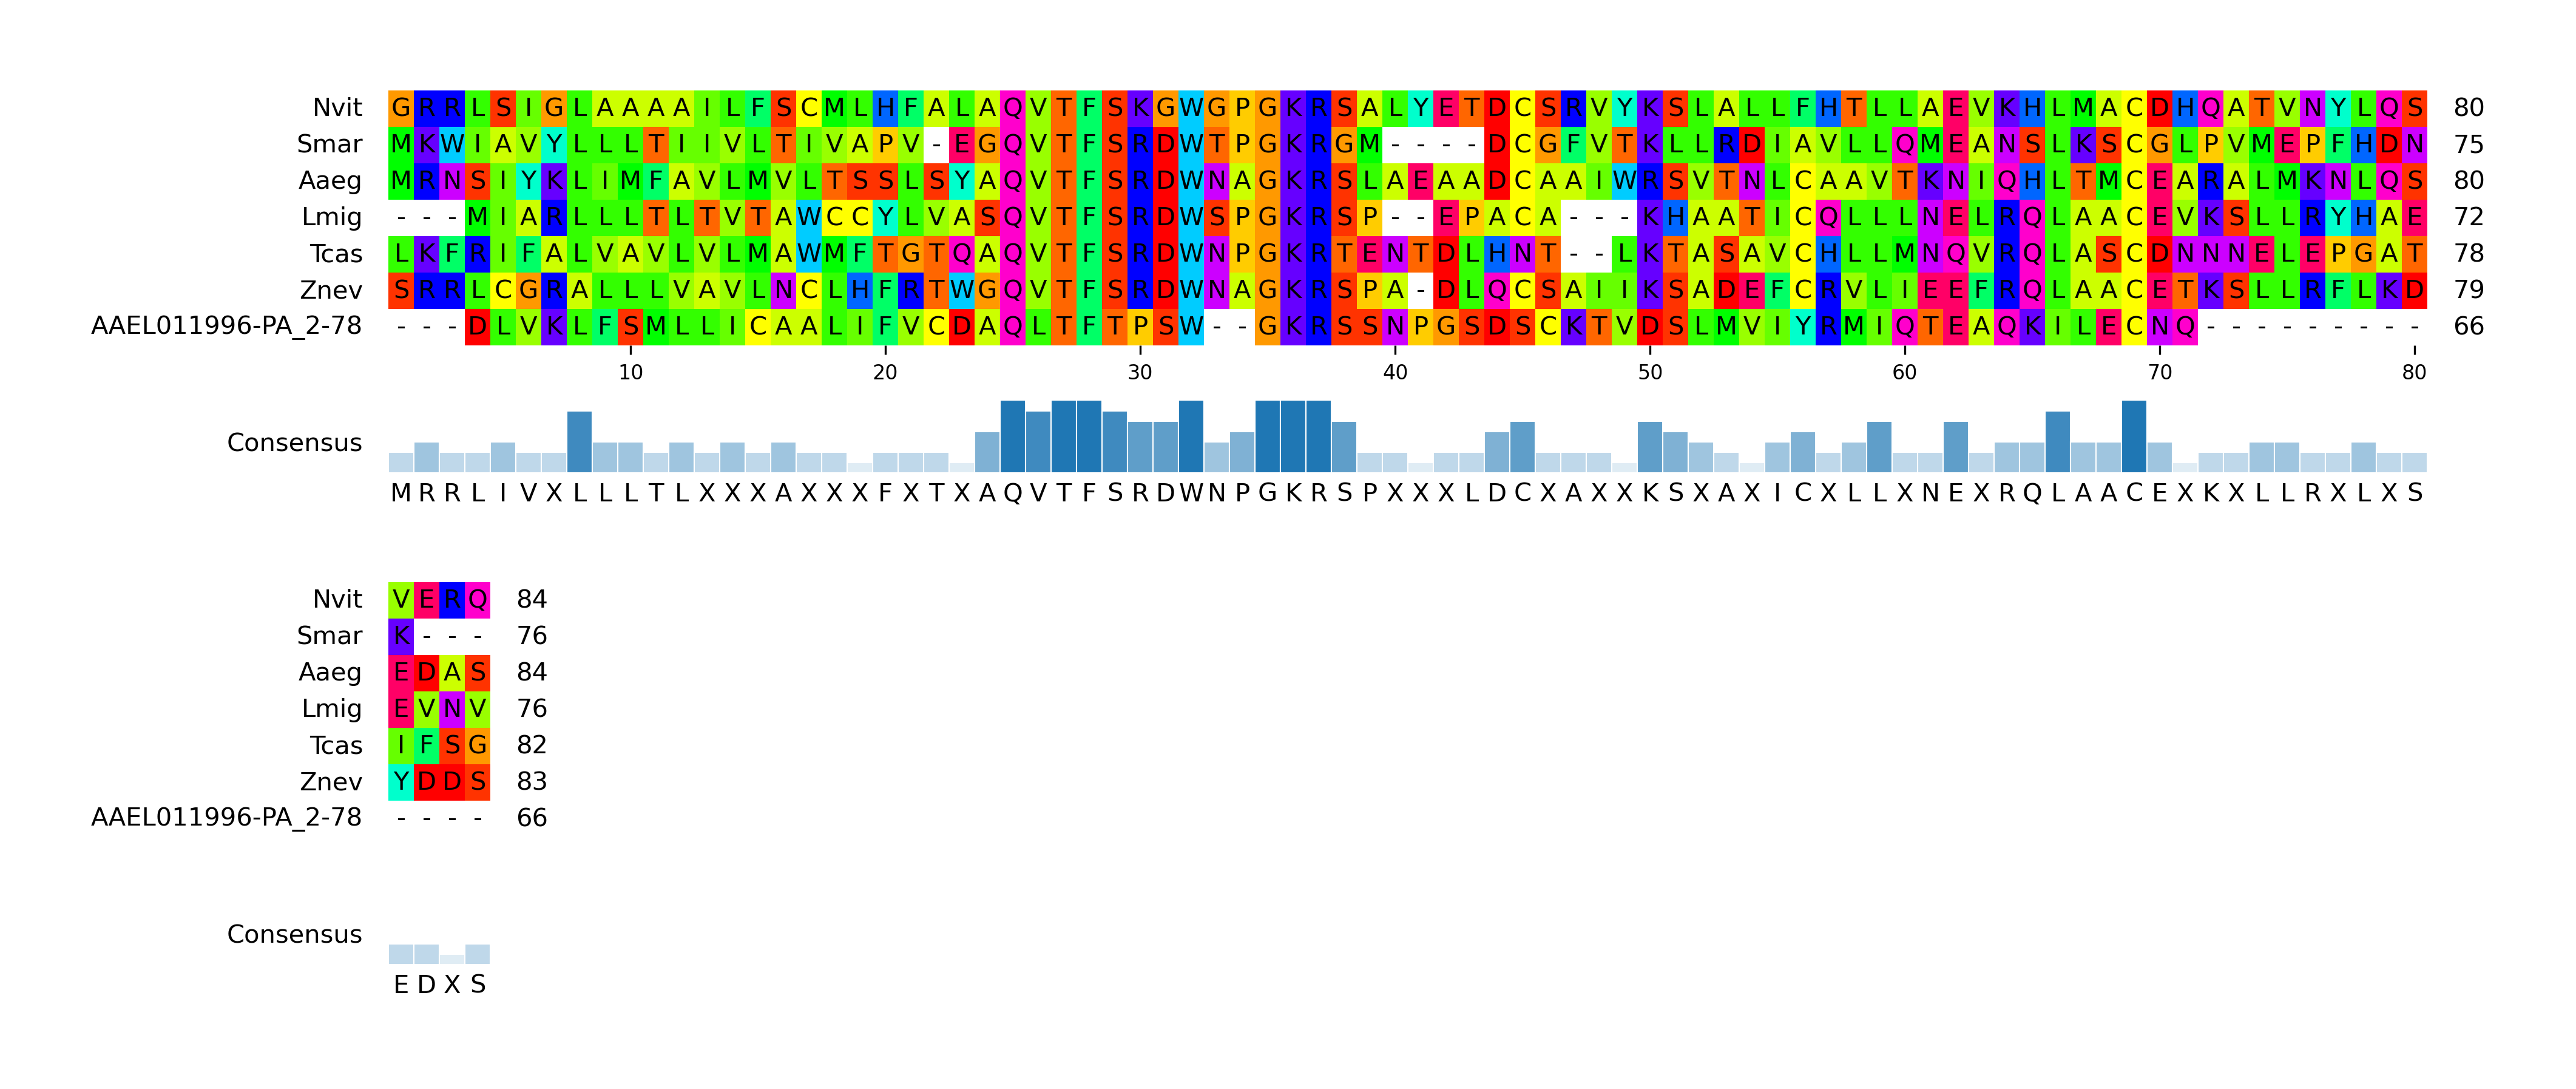 Nvit GRRLSIGLAAAAILFSCMLHFALAQVTFSKGWGPGKRSALYETDCSRVYKSLALLFHTLLAEVKHLMACDHQATVNYLQS 80
Smar MKWIAVYLLLTIIVLTIVAPV-EGQVTFSRDWTPGKRGM----DCGFVTKLLRDIAVLLQMEANSLKSCGLPVMEPFHDN 75
Aaeg MRNSIYKLIMFAVLMVLTSSLSYAQVTFSRDWNAGKRSLAEAADCAAIWRSVTNLCAAVTKNIQHLTMCEARALMKNLQS 80
Lmig ---MIARLLLTLTVTAWCCYLVASQVTFSRDWSPGKRSP--EPACA---KHAATICQLLLNELRQLAACEVKSLLRYHAE 72
Tcas LKFRIFALVAVLVLMAWMFTGTQAQVTFSRDWNPGKRTENTDLHNT--LKTASAVCHLLMNQVRQLASCDNNNELEPGAT 78
Znev SRRLCGRALLLVAVLNCLHFRTWGQVTFSRDWNAGKRSPA-DLQCSAIIKSADEFCRVLIEEFRQLAACETKSLLRFLKD 79
AAEL011996-PA_2-78 ---DLVKLFSMLLICAALIFVCDAQLTFTPSW--GKRSSNPGSDSCKTVDSLMVIYRMIQTEAQKILECNQ--------- 66
10 20 30 40 50 60 70 80
Consensus
MRRLIVXLLLTLXXXAXXXFXTXAQVTFSRDWNPGKRSPXXXLDCXAXXKSXAXICXLLXNEXRQLAACEXKXLLRXLXS
Nvit VERQ 84
Smar K--- 76
Aaeg EDAS 84
Lmig EVNV 76
Tcas IFSG 82
Znev YDDS 83
AAEL011996-PA_2-78 ---- 66
Consensus
EDXS